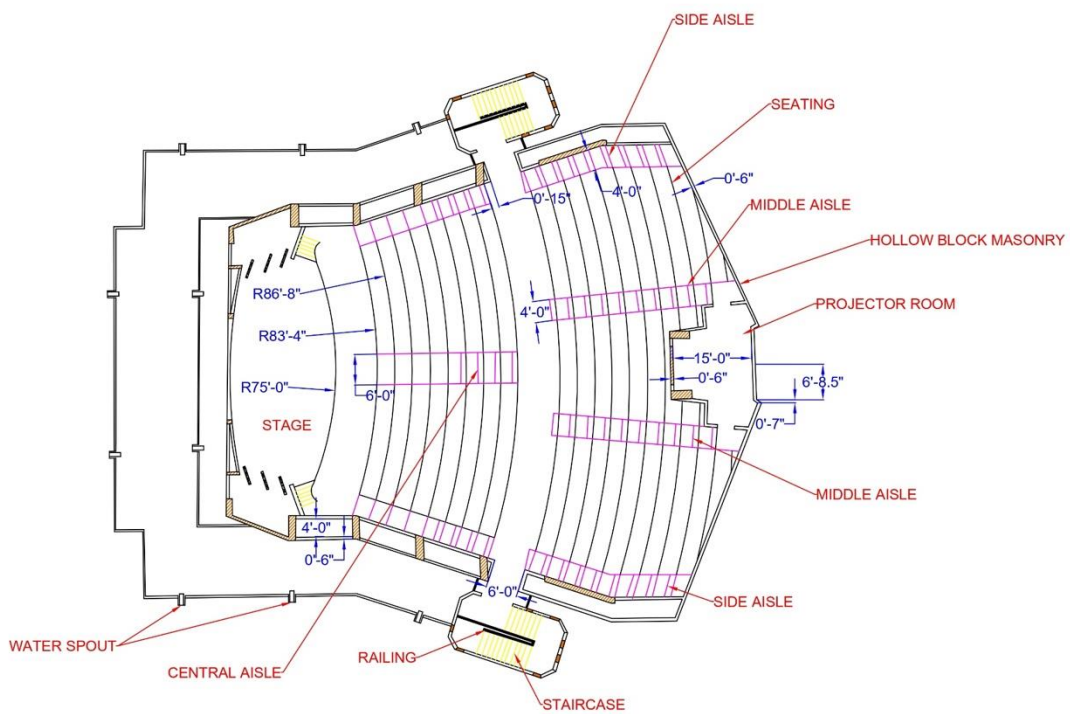 SIDE AISLE
SEATING
0'-6"
4'-0"
0'-15"
MIDDLE AISLE
HOLLOW BLOCK MASONRY
R86'-8"
4'-0"
PROJECTOR ROOM
R83'-4"
15'-0"
R75'-0"
6'-0"
0'-6"
6'-8.5"
0'-7"
STAGE
MIDDLE AISLE
4'-0"
0'-6"
6'-0"
SIDE AISLE
WATER SPOUT
CENTRAL AISLE
RAILING
STAIRCASE